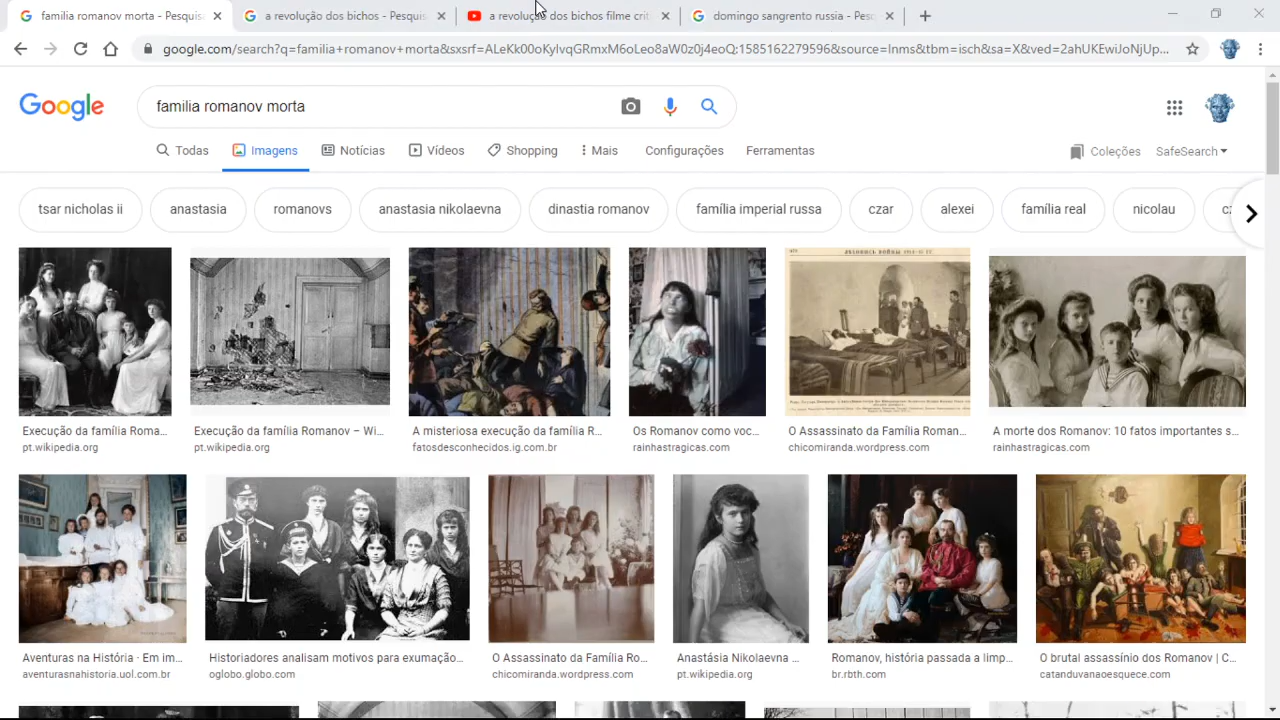 familia romanov morta - Pesquisa
a revolução dos bichos - Pesquis
a revolução dos bichos filme crit
domingo sangrento russia - Pesq
google.com/search?q=familia+romanov+morta&sxsrf=ALeKk00oKyIvqGRmxM6oLeo8aW0z0j4eoQ:1585162279596&source=lnms&tbm=isch&sa=X&ved=2ahUKEwiJoNjUp...
Google
familia romanov morta
Todas
Imagens
Notícias
Vídeos
Shopping
Mais
Configurações
Ferramentas
Coleções
SafeSearch
tsar nicholas ii
anastasia
romanovs
anastasia nikolaevna
dinastia romanov
família imperial russa
czar
alexei
família real
nicolau
Execução da família Roma...
pt.wikipedia.org
Execução da família Romanov – Wi...
pt.wikipedia.org
A misteriosa execução da família R...
fatosdesconhecidos.ig.com.br
Os Romanov como voc...
rainhastragicas.com
O Assassinato da Família Roman...
chicomiranda.wordpress.com
A morte dos Romanov: 10 fatos importantes s...
rainhastragicas.com
Aventuras na História · Em im...
aventurasnahistoria.uol.com.br
Historiadores analisam motivos para exumação...
oglobo.globo.com
O Assassinato da Família Ro...
chicomiranda.wordpress.com
Anastásia Nikolaevna ...
pt.wikipedia.org
Romanov, história passada a limp...
br.rbth.com
O brutal assassínio dos Romanov | C...
catanduvanaoesquece.com